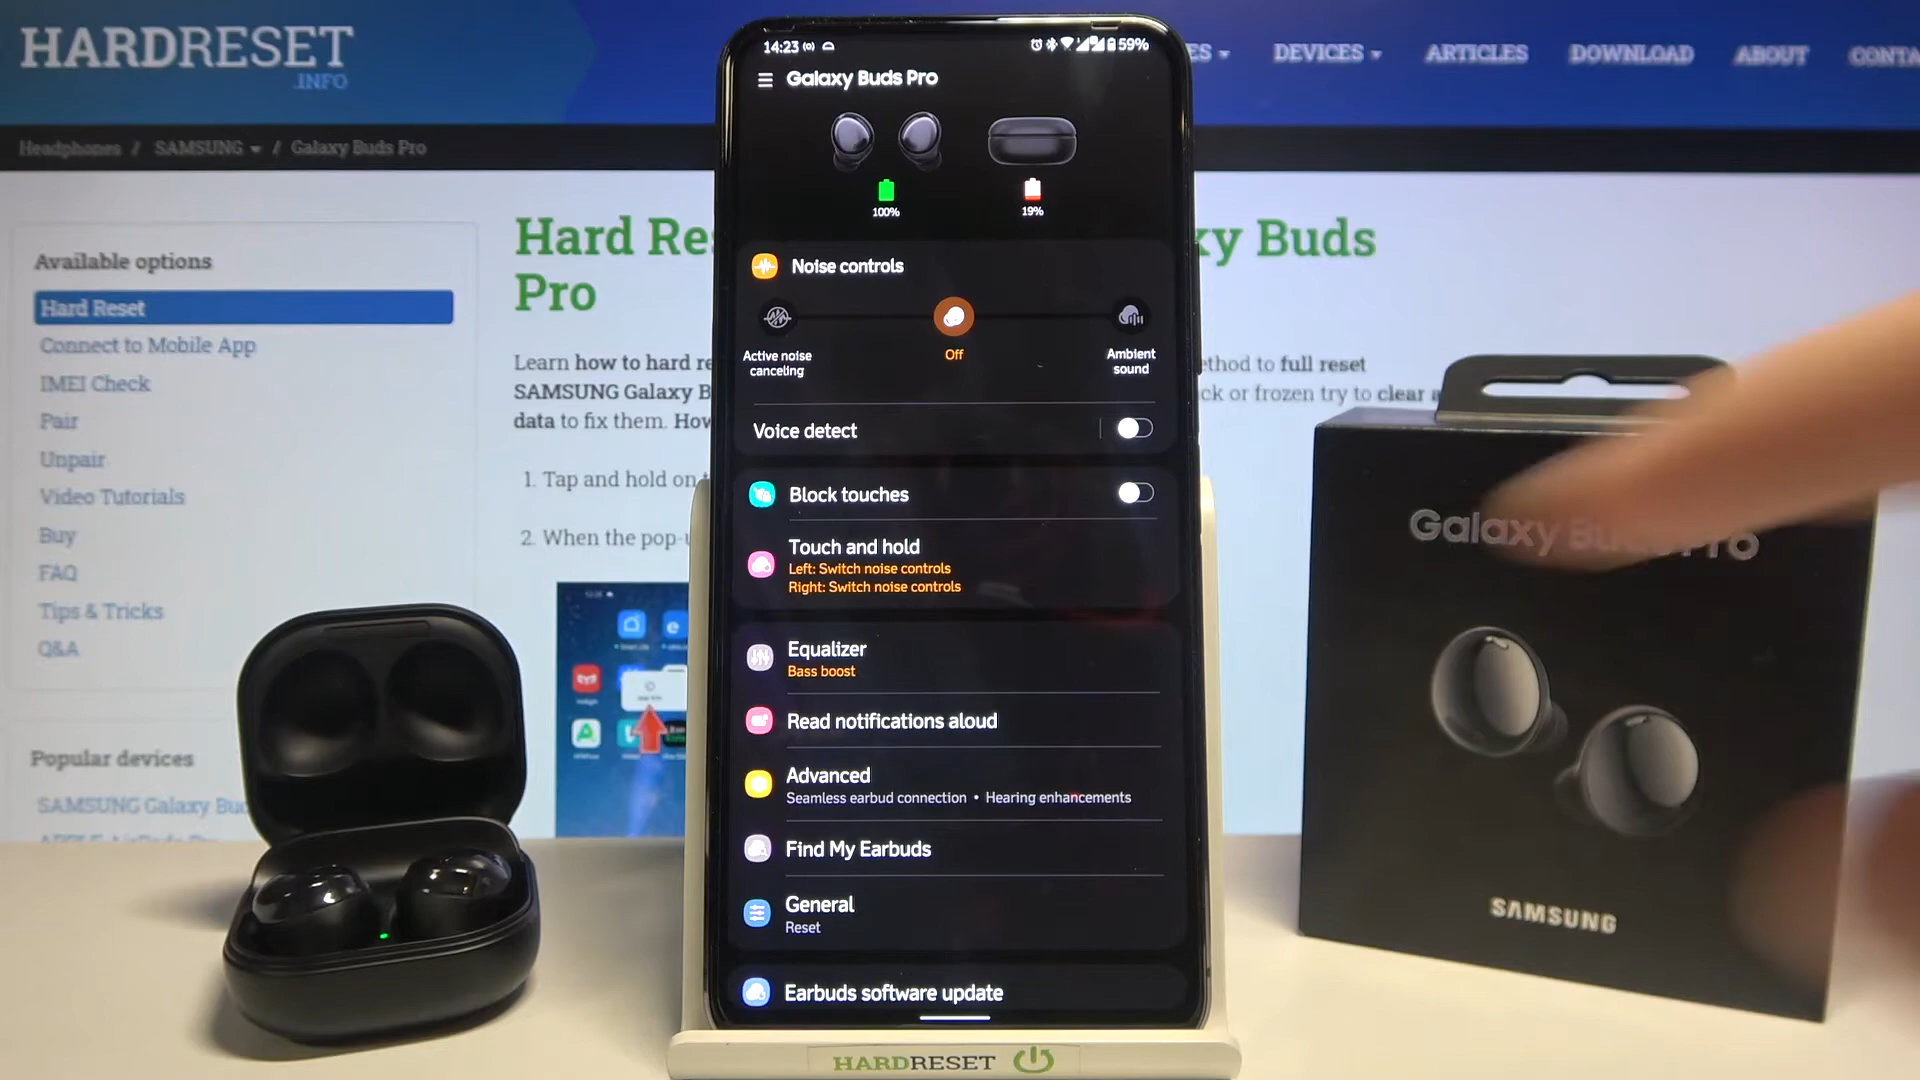 HARDRESET
.INFO
DEVICES
ARTICLES
DOWNLOAD
ABOUT
Headphones / SAMSUNG / Galaxy Buds Pro
Available options
Hard Reset
Connect to Mobile App
IMEI Check
Pair
Unpair
Video Tutorials
Buy
FAQ
Tips & Tricks
Q&A
Popular devices
SAMSUNG Galaxy
Hard
Buds
Pro
Learn how to hard
method to full reset
SAMSUNG Galaxy
or frozen try to clear
data to fix them. How
1. Tap and hold on
2. When the
14:23
59%
Galaxy Buds Pro
100%
19%
Noise controls
Active noise
canceling
Off
Ambient
sound
Voice detect
Block touches
Touch and hold
Left: Switch noise controls
Right: Switch noise controls
Equalizer
Bass boost
Read notifications aloud
Advanced
Seamless earbud connection • Hearing enhancements
Find My Earbuds
General
Reset
Earbuds software update
HARDRESET
Galaxy Buds Pro
SAMSUNG